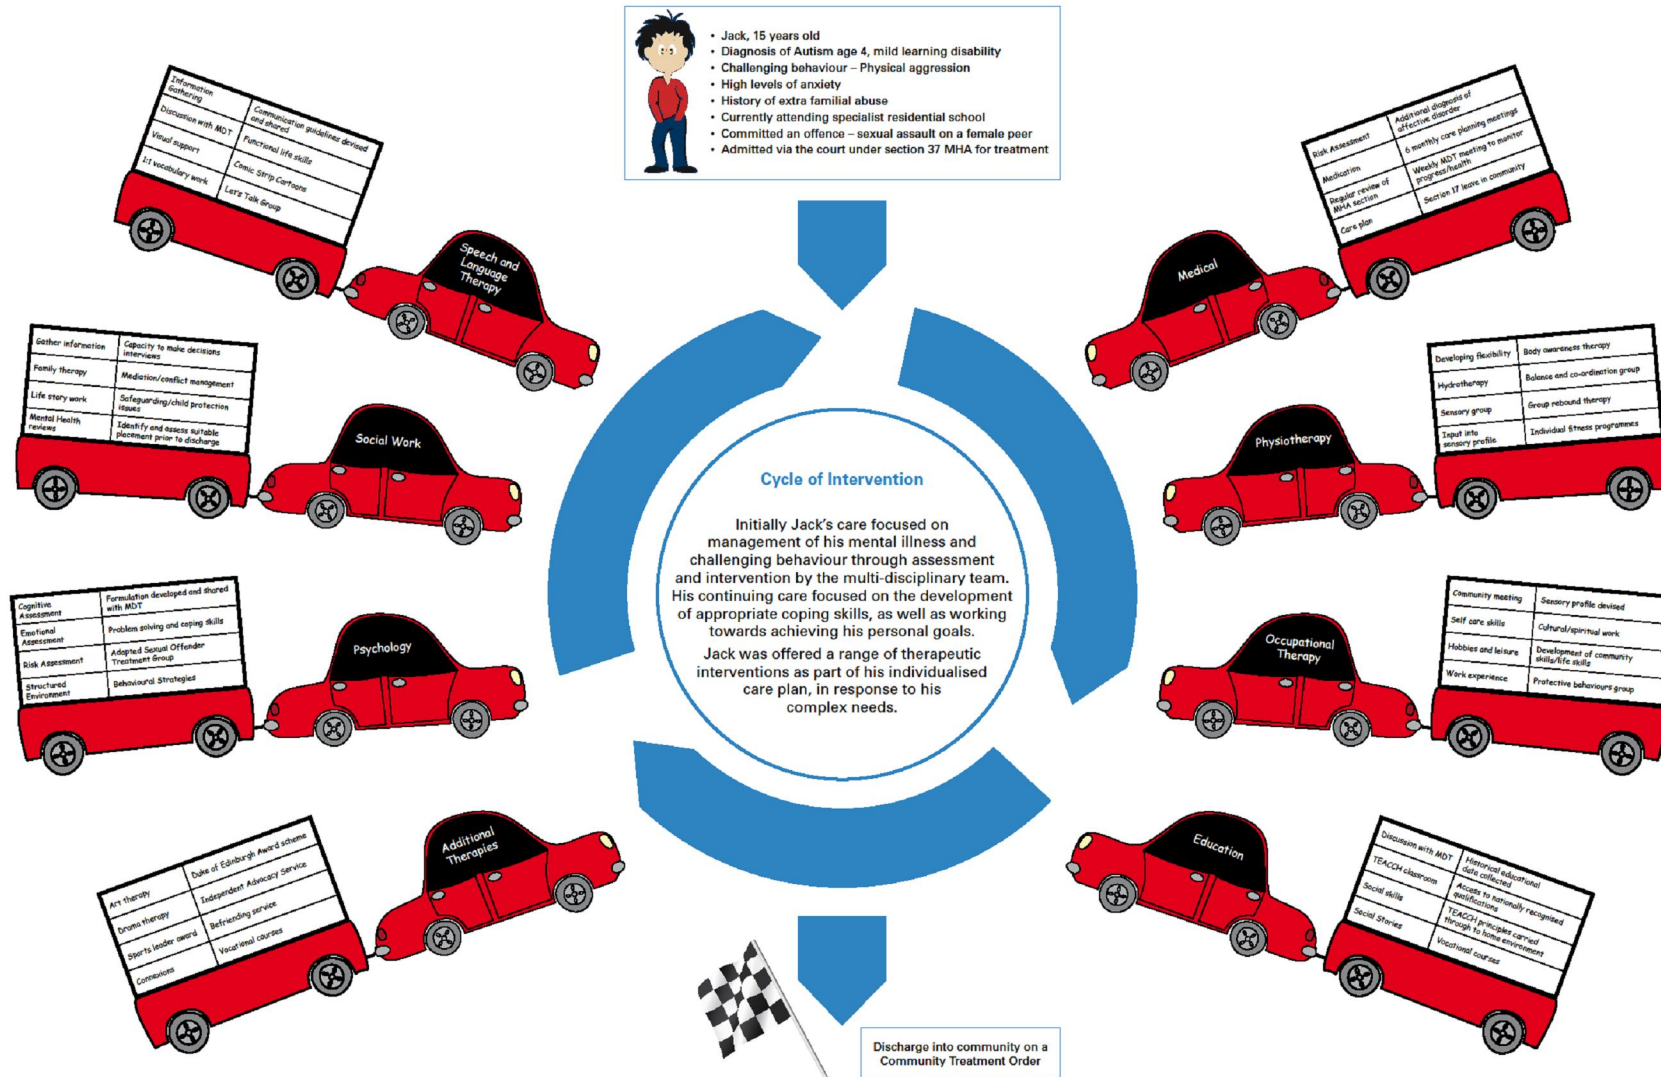 • Jack, 15 years old
• Diagnosis of Autism age 4, mild learning disability
• Challenging behaviour – Physical aggression
• High levels of anxiety
• History of extra familial abuse
• Currently attending specialist residential school
• Committed an offence – sexual assault on a female peer
• Admitted via the court under section 37 MHA for treatment
Information
Gathering
Communication guidelines devised
and shared
Discussion with MDT
Functional life skills
Visual support
Comic Strip Cartoons
1:1 vocabulary work
Let's Talk Group
Speech and
Language
Therapy
Risk Assessment
Additional diagnosis of
affective disorder
Medication
6 monthly care planning meetings
Regular review of
MHA section
Weekly MDT meeting to monitor
progress/health
Care plan
Section 17 leave in community
Medical
Gather information
Capacity to make decisions
interviews
Family therapy
Mediation/conflict management
Life story work
Safeguarding/child protection
issues
Mental Health
reviews
Identify and assess suitable
placement prior to discharge
Social Work
Developing flexibility
Body awareness therapy
Hydrotherapy
Balance and co-ordination group
Sensory group
Group rebound therapy
Input into
sensory profile
Individual fitness programmes
Physiotherapy
Cycle of Intervention
Initially Jack's care focused on
management of his mental illness and
challenging behaviour through assessment
and intervention by the multi-disciplinary team.
His continuing care focused on the development
of appropriate coping skills, as well as working
towards achieving his personal goals.
Jack was offered a range of therapeutic
interventions as part of his individualised
care plan, in response to his
complex needs.
Cognitive
Assessment
Formulation developed and shared
with MDT
Emotional
Assessment
Problem solving and coping skills
Risk Assessment
Adapted Sexual Offender
Treatment Group
Structured
Environment
Behavioural Strategies
Psychology
Community meeting
Sensory profile devised
Self care skills
Cultural/spiritual work
Hobbies and leisure
Development of community
skills/life skills
Work experience
Protective behaviours group
Occupational
Therapy
Art therapy
Duke of Edinburgh Award scheme
Drama therapy
Independent Advocacy Service
Sports leader award
Befriending service
Connexions
Vocational courses
Additional
Therapies
Discussion with MDT
Historical educational
data collected
TEACCH classroom
Access to nationally recognised
qualifications
Social skills
TEACCH principles carried
through to home environment
Social Stories
Vocational courses
Education
Discharge into community on a
Community Treatment Order